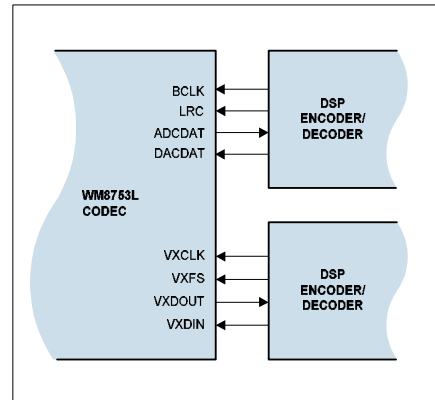 BCLK
LRC
ADCDAT
DACDAT
DSP
ENCODER/
DECODER
WM8753L
CODEC
VXCLK
VXFS
VXDOUT
VXDIN
DSP
ENCODER/
DECODER